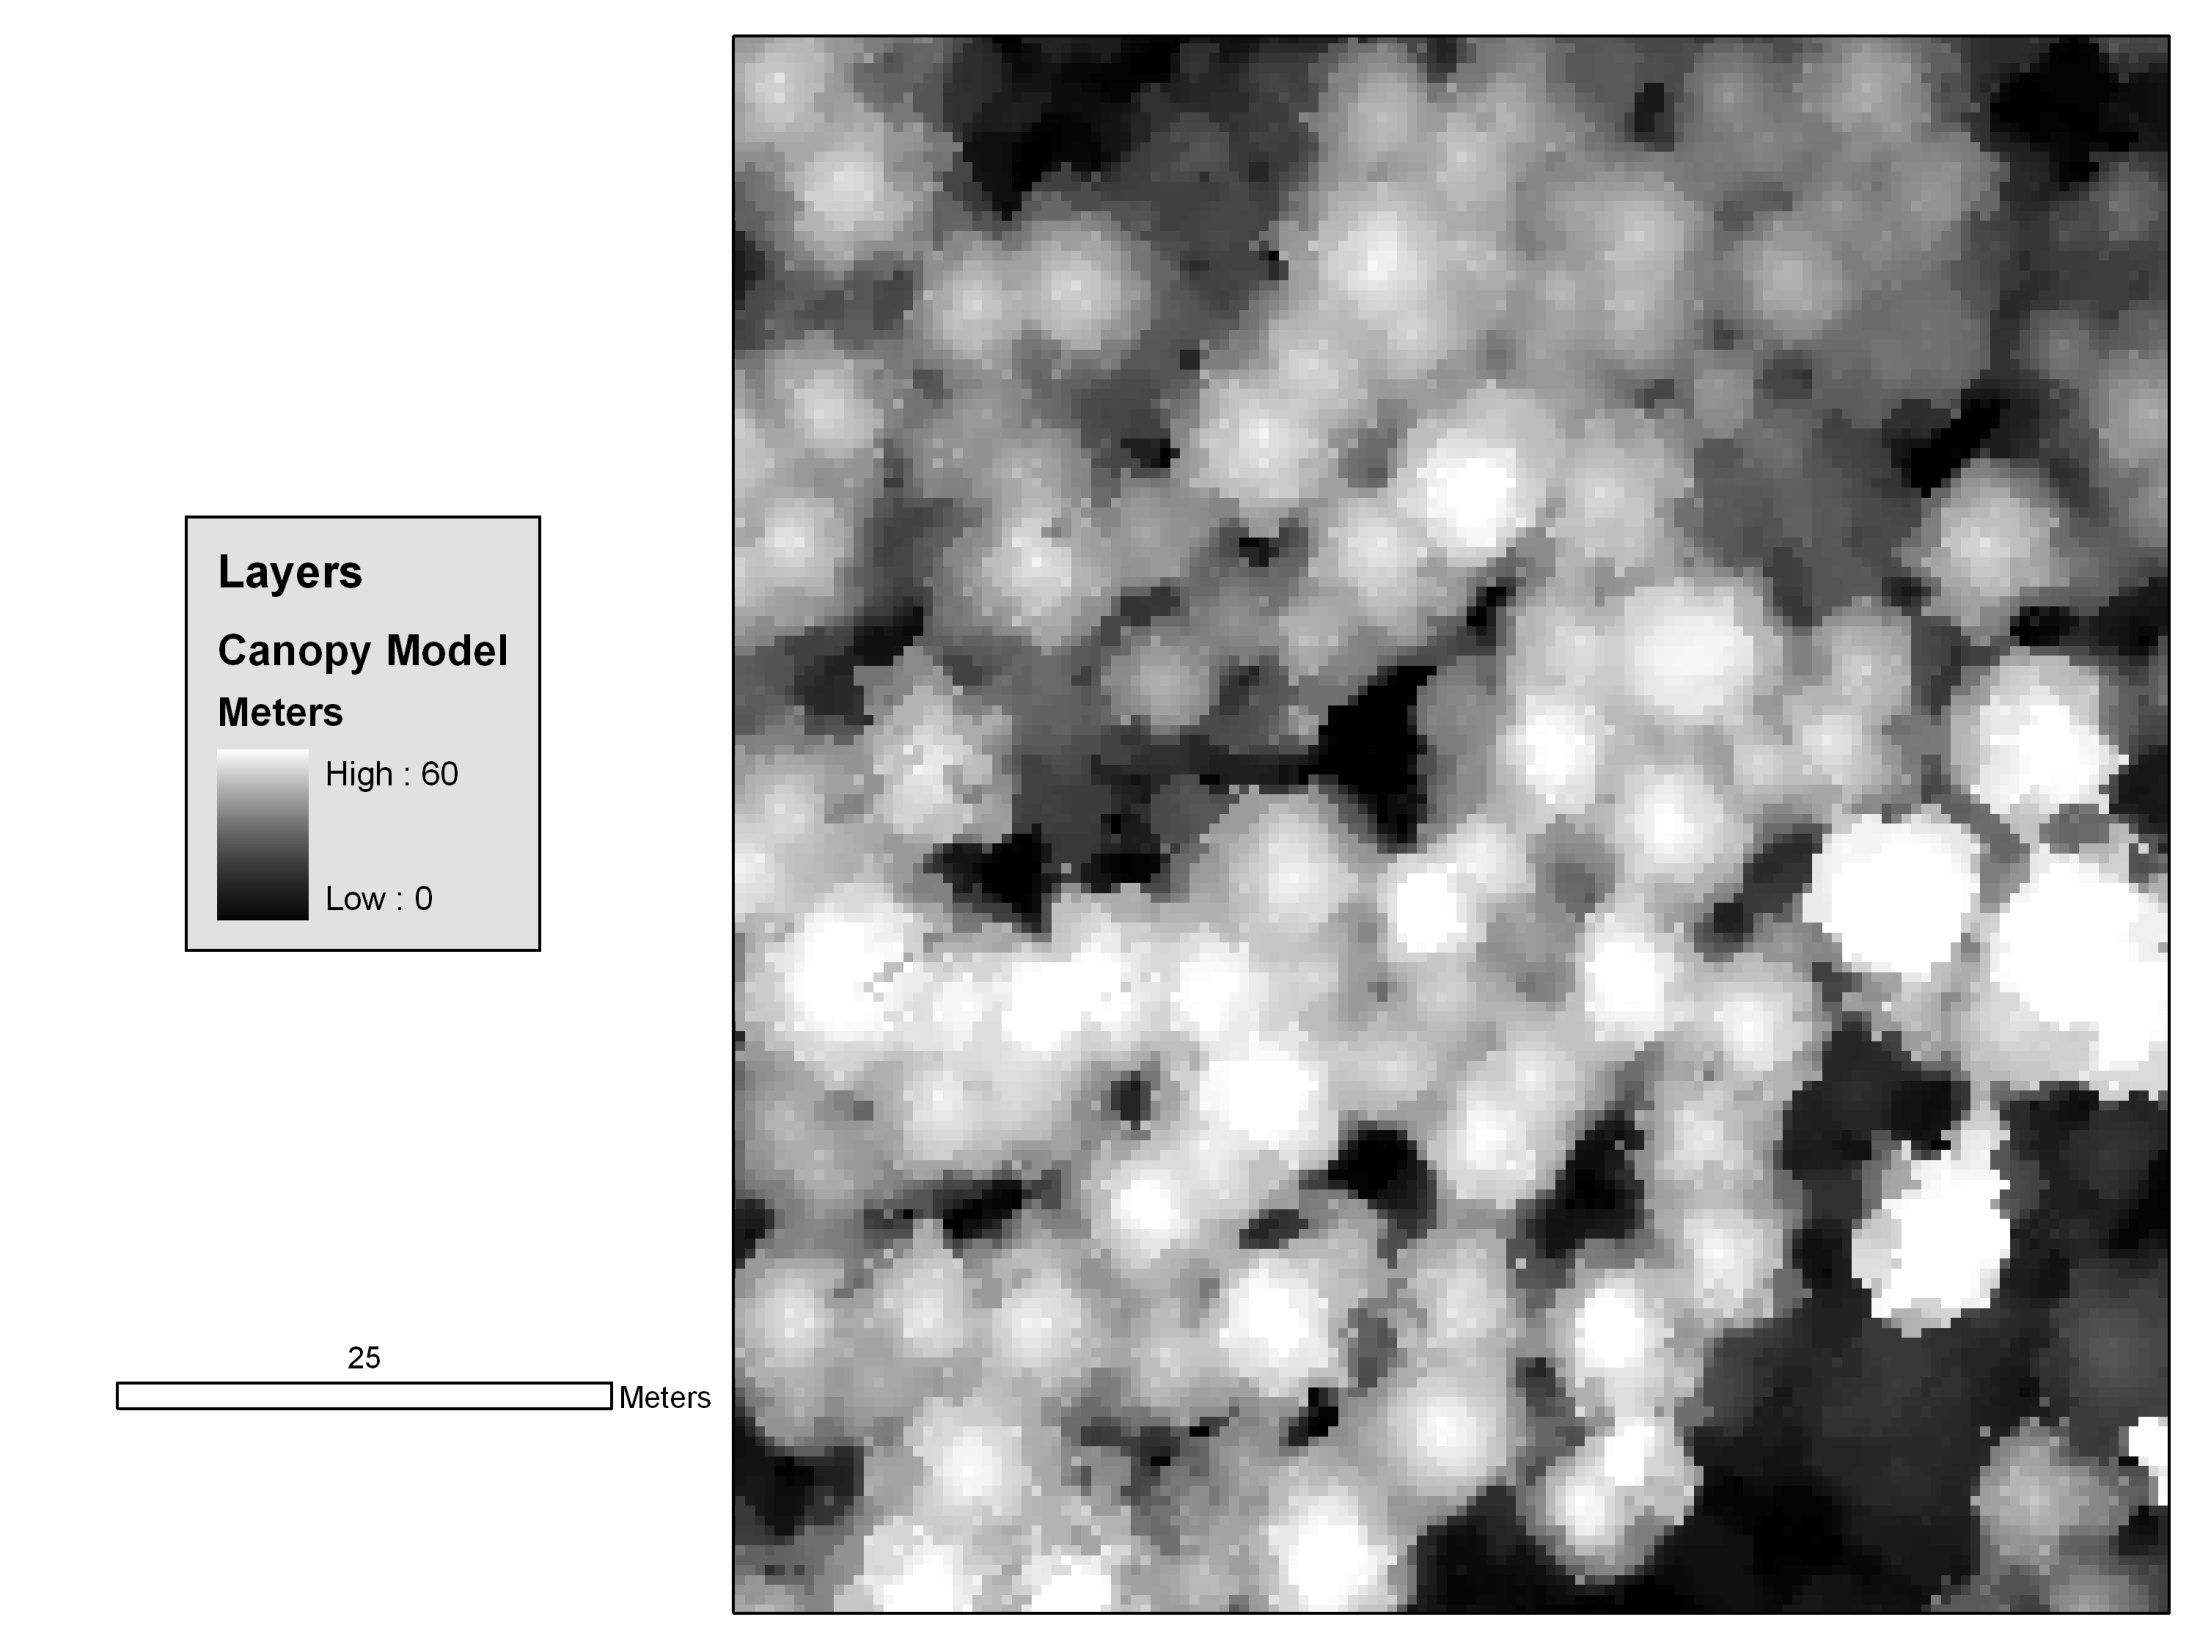 Layers
Canopy Model
Meters
High : 60
Low : 0
25
Meters